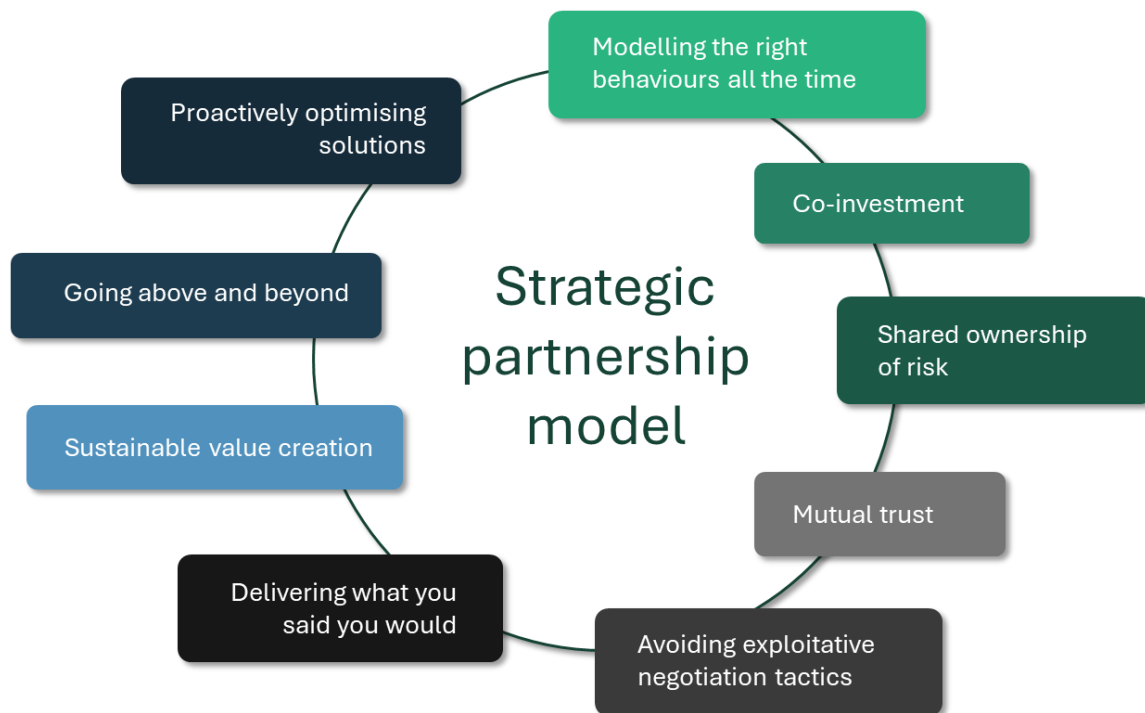 Strategic
partnership
model
Modelling the right
behaviours all the time
Co-investment
Shared ownership
of risk
Mutual trust
Avoiding exploitative
negotiation tactics
Delivering what you
said you would
Sustainable value creation
Going above and beyond
Proactively optimising
solutions